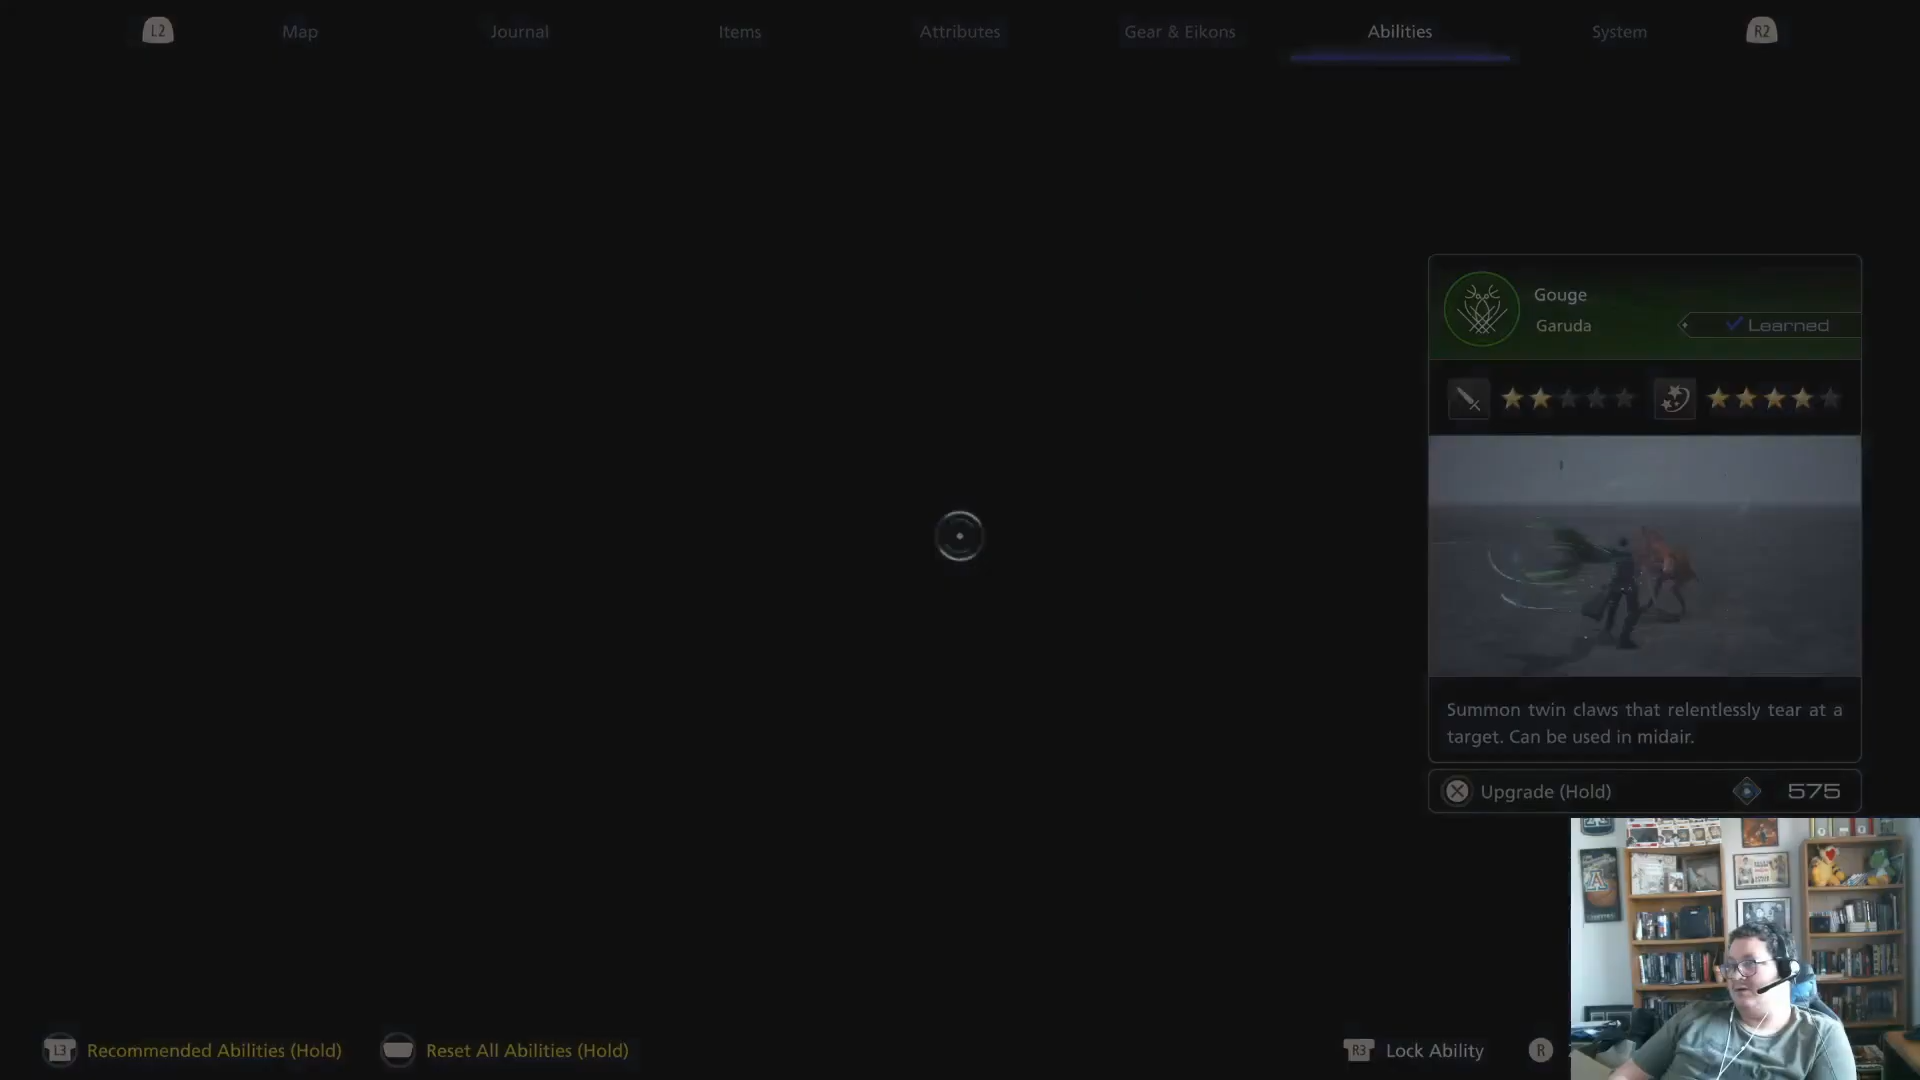 L2 Map Journal Items Attributes Gear & Eikons Abilities System R2
Gouge
Garuda
Learned
Summon twin claws that relentlessly tear at a
target. Can be used in midair.
Upgrade (Hold) 575
L3 Recommended Abilities (Hold) Reset All Abilities (Hold) R3 Lock Ability R
A